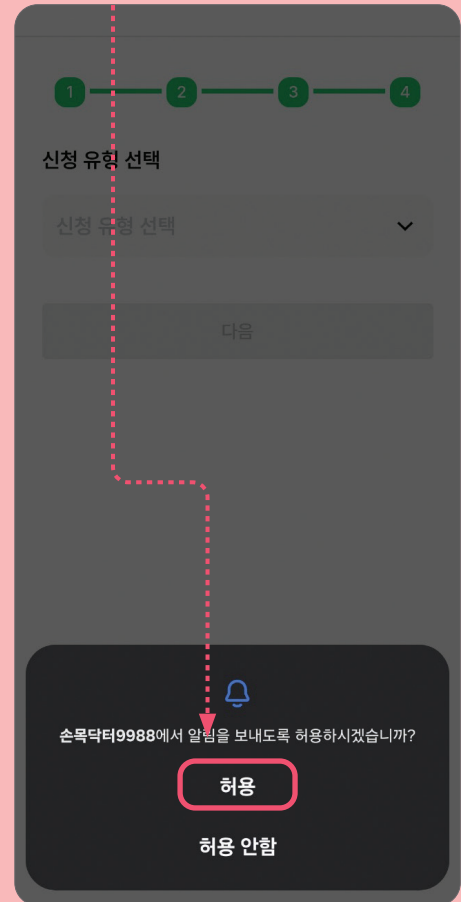 1 2 3 4
신청 유형 선택
신청 유형 선택
다음
손목닥터9988에서 알림을 보내도록 허용하시겠습니까?
허용
허용 안함